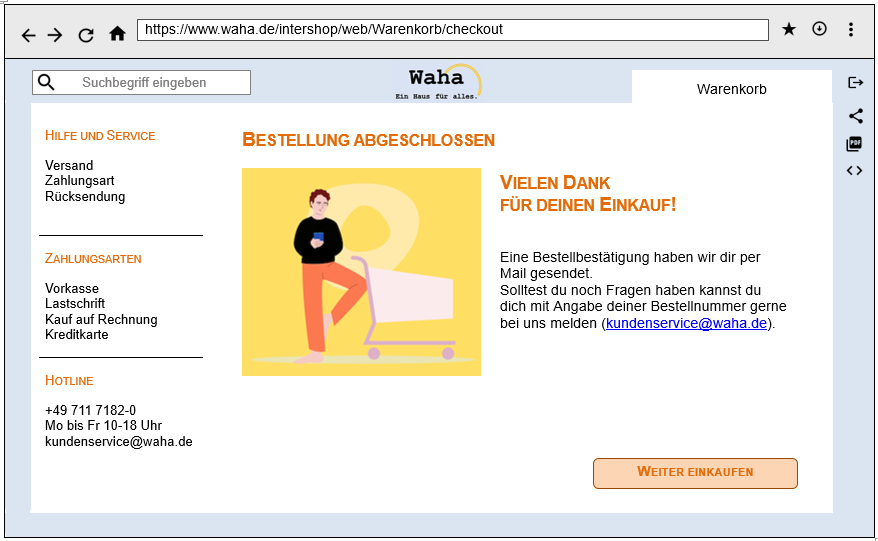 https://www.waha.de/intershop/web/Warenkorb/checkout
Suchbegriff eingeben
Waha
Ein Haus für alles.
Warenkorb
PDF
HILFE UND SERVICE
Versand
Zahlungsart
Rücksendung
ZAHLUNGSARTEN
Vorkasse
Lastschrift
Kauf auf Rechnung
Kreditkarte
HOTLINE
+49 711 7182-0
Mo bis Fr 10-18 Uhr
kundenservice@waha.de
BESTELLUNG ABGESCHLOSSEN
VIELEN DANK
FÜR DEINEN EINKAUF!
Eine Bestellbestätigung haben wir dir per
Mail gesendet.
Solltest du noch Fragen haben kannst du
dich mit Angabe deiner Bestellnummer gerne
bei uns melden (kundenservice@waha.de).
WEITER EINKAUFEN